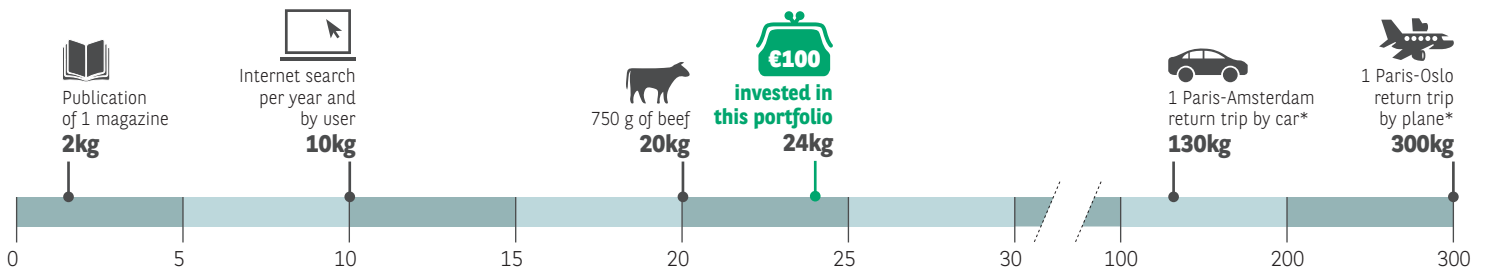 Publication
of 1 magazine
2kg
Internet search
per year and
by user
10kg
750 g of beef
20kg
€100
invested in
this portfolio
24kg
1 Paris-Amsterdam
return trip by car*
130kg
1 Paris-Oslo
return trip
by plane*
300kg
0 5 10 15 20 25 30 100 200 300